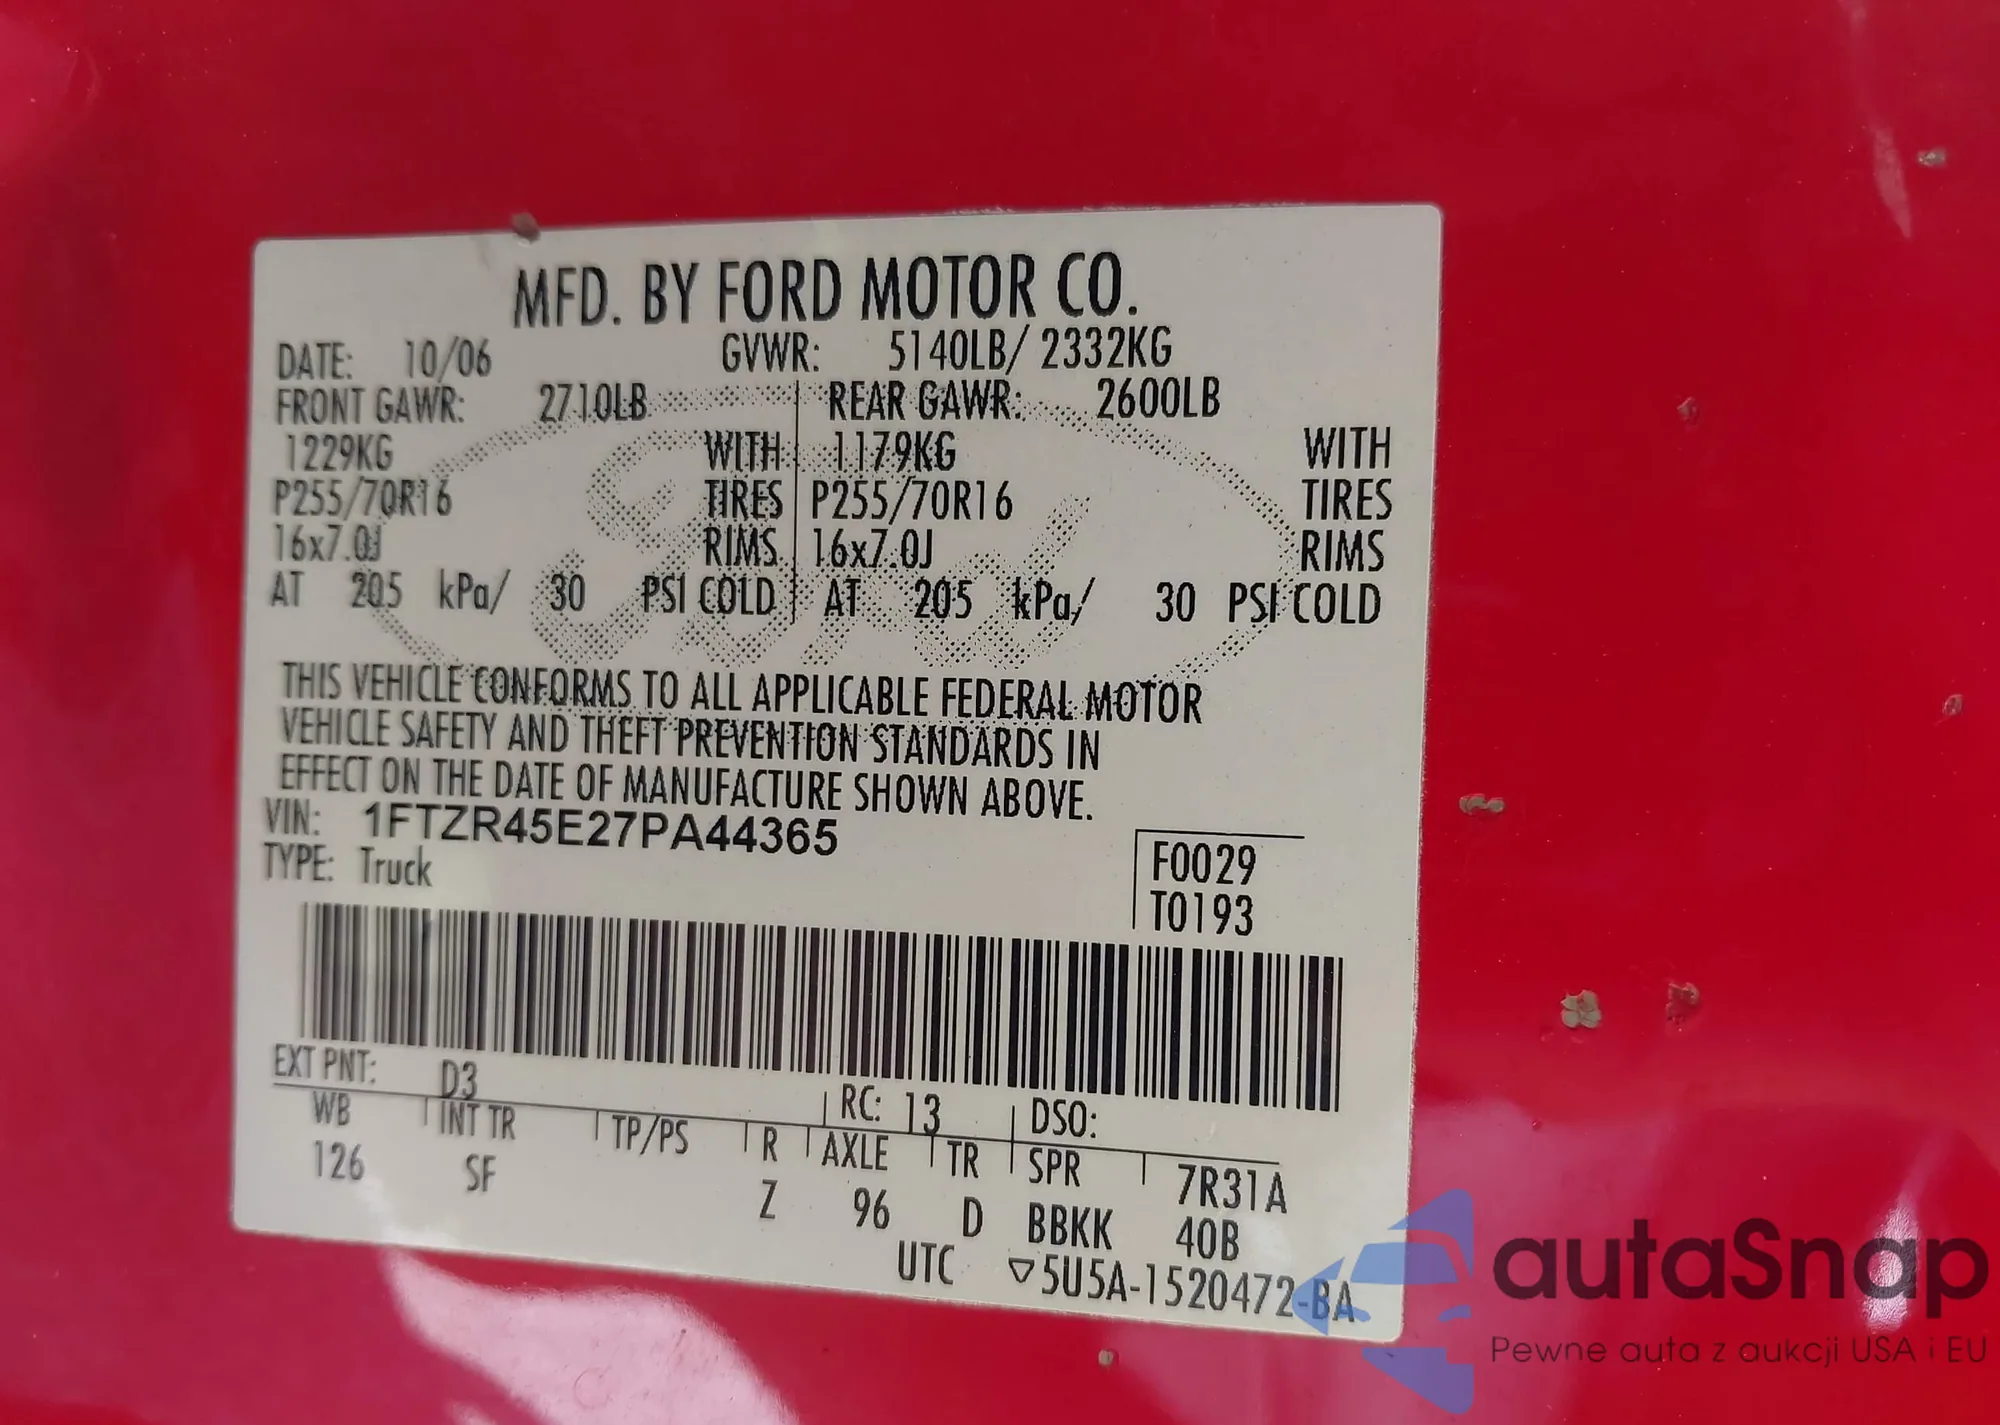 MFD. BY FORD MOTOR CO.
DATE: 10/06 GVWR: 5140LB/ 2332KG
FRONT GAWR: 2710LB REAR GAWR: 2600LB
1229KG WITH 1179KG WITH
P255/70R16 TIRES P255/70R16 TIRES
16x7.0J RIMS 16x7.0J RIMS
AT 205 kPa/ 30 PSI COLD AT 205 kPa/ 30 PSI COLD
Ford
THIS VEHICLE CONFORMS TO ALL APPLICABLE FEDERAL MOTOR
VEHICLE SAFETY AND THEFT PREVENTION STANDARDS IN
EFFECT ON THE DATE OF MANUFACTURE SHOWN ABOVE.
VIN: 1FTZR45E27PA44365
TYPE: Truck
F0029
T0193
EXT PNT: D3 RC: 13 DSO:
WB INT TR TP/PS R AXLE TR SPR 7R31A
126 SF Z 96 D BBKK 40B
UTC ▽5U5A-1520472-BA
autaSnap
Pewne auta z aukcji USA i EU